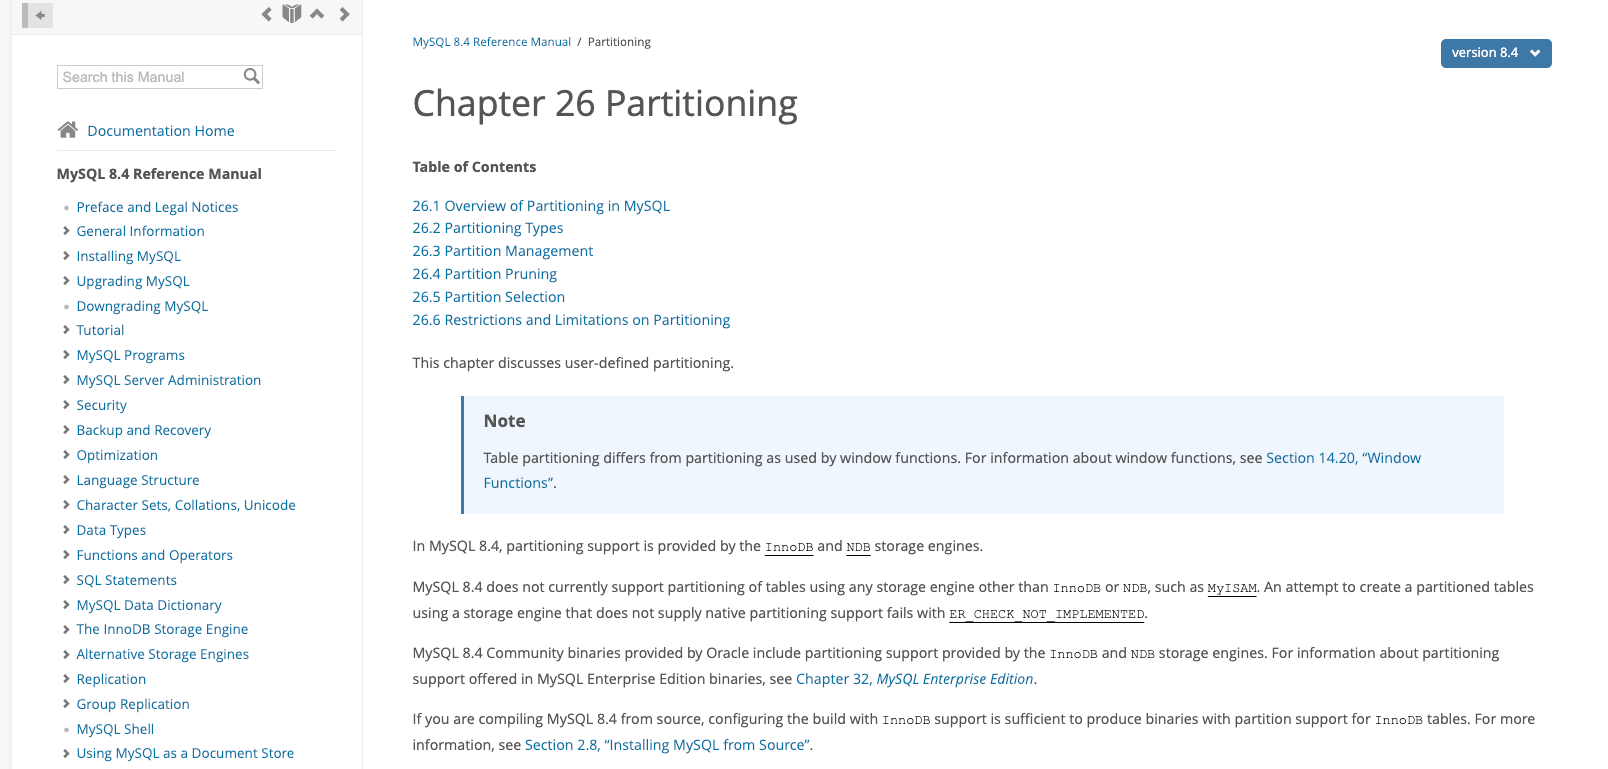 Search this Manual
Documentation Home
MySQL 8.4 Reference Manual
Preface and Legal Notices
General Information
Installing MySQL
Upgrading MySQL
Downgrading MySQL
Tutorial
MySQL Programs
MySQL Server Administration
Security
Backup and Recovery
Optimization
Language Structure
Character Sets, Collations, Unicode
Data Types
Functions and Operators
SQL Statements
MySQL Data Dictionary
The InnoDB Storage Engine
Alternative Storage Engines
Replication
Group Replication
MySQL Shell
Using MySQL as a Document Store
MySQL 8.4 Reference Manual / Partitioning
version 8.4
Chapter 26 Partitioning
Table of Contents
26.1 Overview of Partitioning in MySQL
26.2 Partitioning Types
26.3 Partition Management
26.4 Partition Pruning
26.5 Partition Selection
26.6 Restrictions and Limitations on Partitioning
This chapter discusses user-defined partitioning.
Note
Table partitioning differs from partitioning as used by window functions. For information about window functions, see Section 14.20, “Window
Functions”.
In MySQL 8.4, partitioning support is provided by the InnoDB and NDB storage engines.
MySQL 8.4 does not currently support partitioning of tables using any storage engine other than InnoDB or NDB, such as MyISAM. An attempt to create a partitioned tables
using a storage engine that does not supply native partitioning support fails with ER_CHECK_NOT_IMPLEMENTED.
MySQL 8.4 Community binaries provided by Oracle include partitioning support provided by the InnoDB and NDB storage engines. For information about partitioning
support offered in MySQL Enterprise Edition binaries, see Chapter 32, MySQL Enterprise Edition.
If you are compiling MySQL 8.4 from source, configuring the build with InnoDB support is sufficient to produce binaries with partition support for InnoDB tables. For more
information, see Section 2.8, “Installing MySQL from Source”.